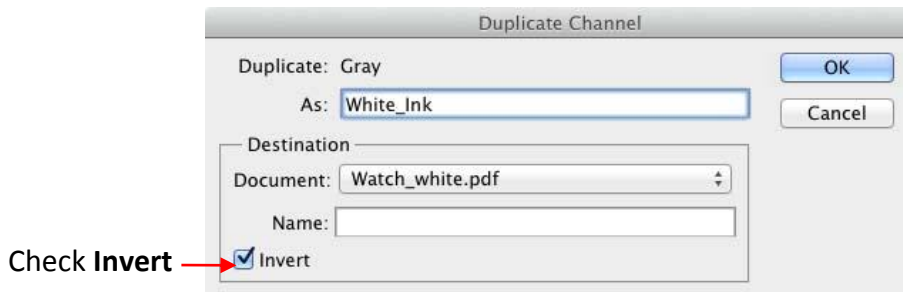 Duplicate Channel
Duplicate: Gray
OK
As: White_Ink
Cancel
Destination
Document: Watch_white.pdf
Name:
Check Invert
Invert